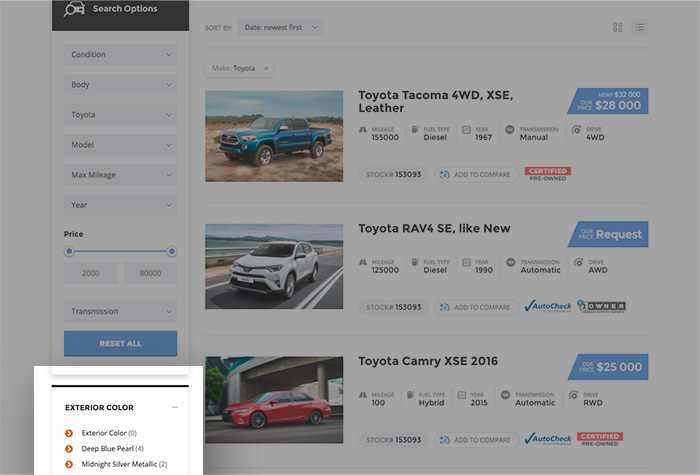 Search Options
Condition
Body
Toyota
Model
Max Mileage
Year
Price
2000 80000
Transmission
RESET ALL
EXTERIOR COLOR
Exterior Color (0)
Deep Blue Pearl (4)
Midnight Silver Metallic (2)
SORT BY: Date: newest first
Make: Toyota ×
Toyota Tacoma 4WD, XSE,
Leather
MSRP $32 000
OUR PRICE $28 000
MILEAGE FUEL TYPE YEAR TRANSMISSION DRIVE
155000 Diesel 1967 Manual 4WD
STOCK# 153093 ADD TO COMPARE CERTIFIED
PRE-OWNED
Toyota RAV4 SE, like New
OUR PRICE Request
MILEAGE FUEL TYPE YEAR TRANSMISSION DRIVE
125000 Diesel 1990 Automatic AWD
STOCK# 153093 ADD TO COMPARE AutoCheck 1 OWNER
Toyota Camry XSE 2016
OUR PRICE $25 000
MILEAGE FUEL TYPE YEAR TRANSMISSION DRIVE
100 Hybrid 2015 Automatic RWD
STOCK# 153093 ADD TO COMPARE AutoCheck CERTIFIED
PRE-OWNED